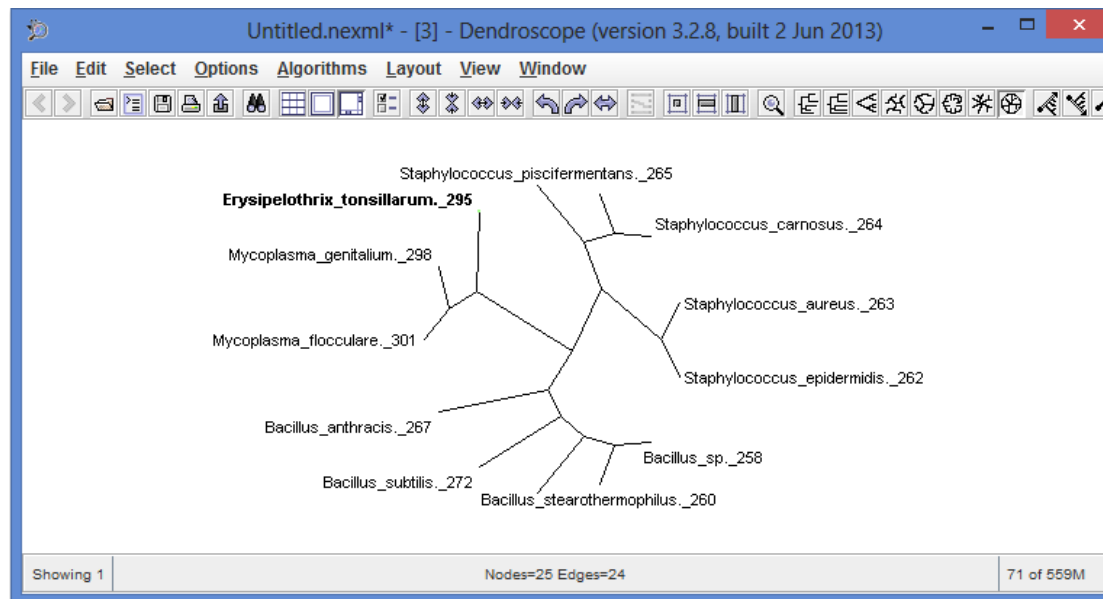 Untitled.nexml* - [3] - Dendroscope (version 3.2.8, built 2 Jun 2013)
File Edit Select Options Algorithms Layout View Window
Staphylococcus_piscifermentans._265
Erysipelothrix_tonsillarum._295
Staphylococcus_carnosus._264
Mycoplasma_genitalium._298
Staphylococcus_aureus._263
Mycoplasma_flocculare._301
Staphylococcus_epidermidis._262
Bacillus_anthracis._267
Bacillus_sp._258
Bacillus_subtilis._272
Bacillus_stearothermophilus._260
Showing 1
Nodes=25 Edges=24
71 of 559M